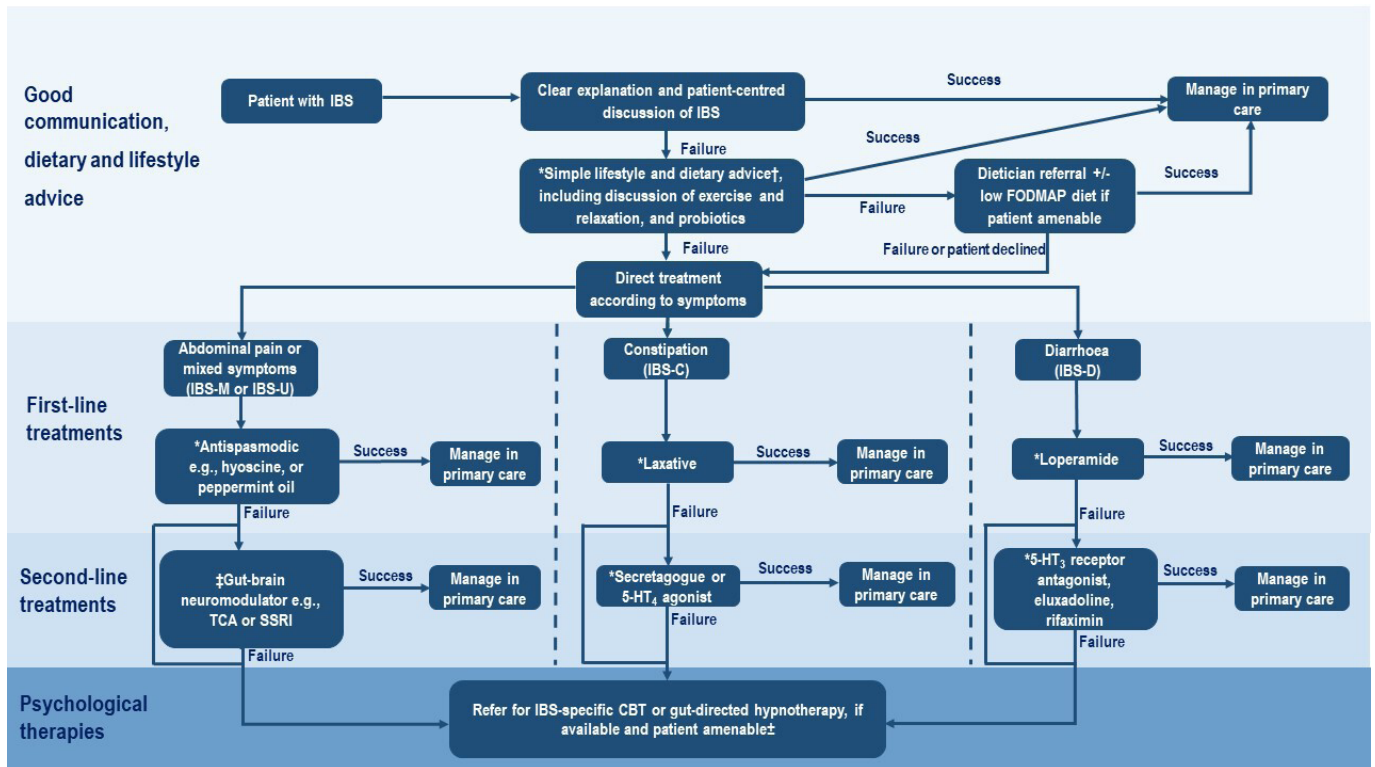 Good
communication,
dietary and lifestyle
advice
Patient with IBS
Clear explanation and patient-centred
discussion of IBS
Success
Manage in primary
care
Failure
Success
*Simple lifestyle and dietary advice†,
including discussion of exercise and
relaxation, and probiotics
Failure
Dietician referral +/-
low FODMAP diet if
patient amenable
Success
Failure
Failure or patient declined
Direct treatment
according to symptoms
First-line
treatments
Abdominal pain or
mixed symptoms
(IBS-M or IBS-U)
*Antispasmodic
e.g., hyoscine, or
peppermint oil
Success
Manage in
primary care
Failure
Constipation
(IBS-C)
*Laxative
Success
Manage in
primary care
Failure
Diarrhoea
(IBS-D)
*Loperamide
Success
Manage in
primary care
Failure
Second-line
treatments
‡Gut-brain
neuromodulator e.g.,
TCA or SSRI
Success
Manage in
primary care
Failure
*Secretagogue or
5-HT₄ agonist
Success
Manage in
primary care
Failure
*5-HT₃ receptor
antagonist,
eluxadoline,
rifaximin
Success
Manage in
primary care
Failure
Psychological
therapies
Refer for IBS-specific CBT or gut-directed hypnotherapy, if
available and patient amenable‡